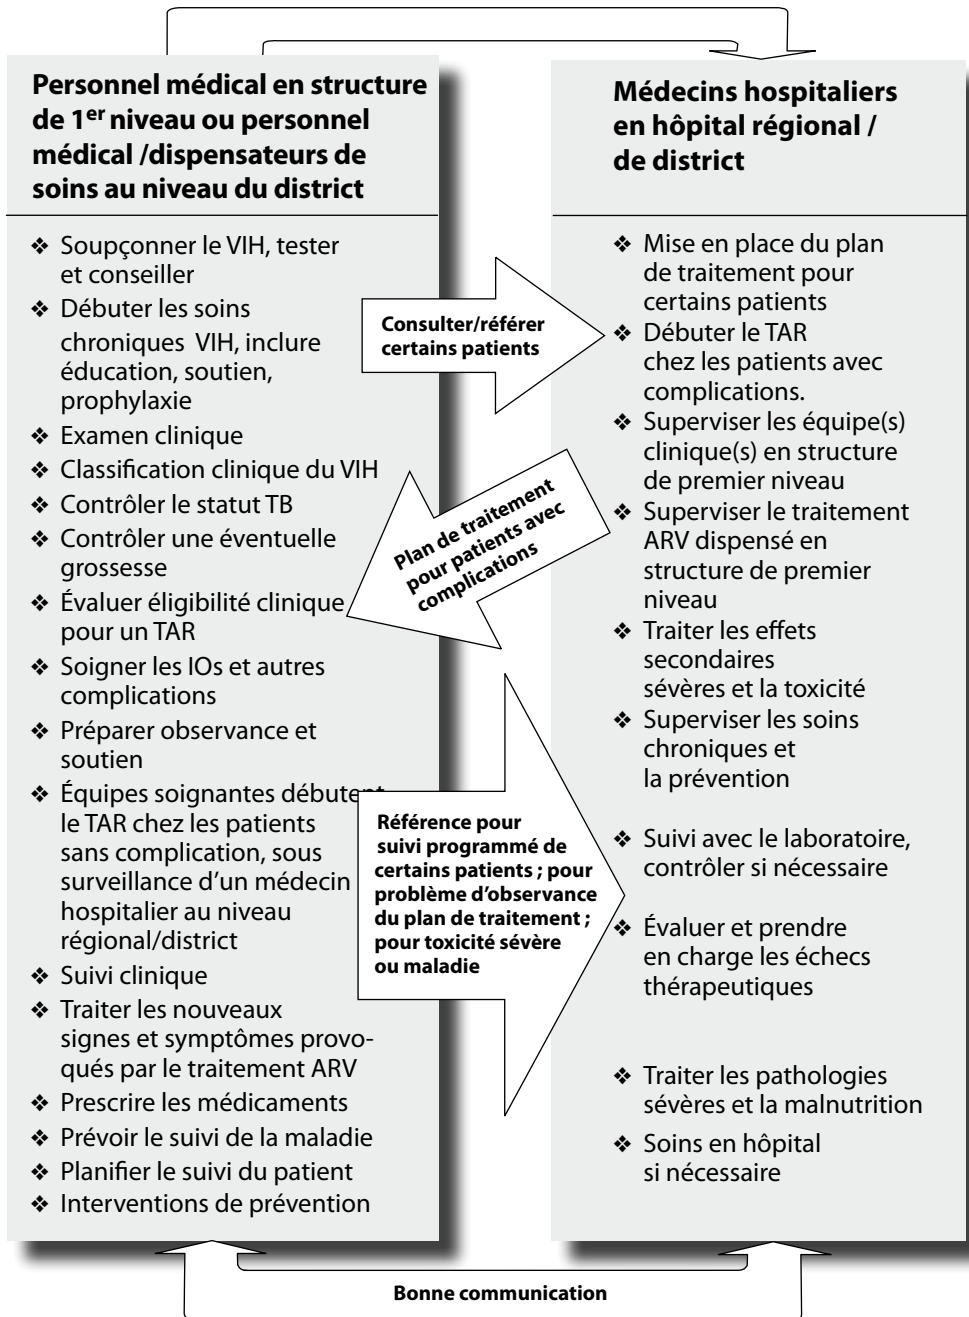 Personnel médical en structure
de 1er niveau ou personnel
médical /dispensateurs de
soins au niveau du district
❖ Soupçonner le VIH, tester
et conseiller
❖ Débuter les soins
chroniques VIH, inclure
éducation, soutien,
prophylaxie
❖ Examen clinique
❖ Classification clinique du VIH
❖ Contrôler le statut TB
❖ Contrôler une éventuelle
grossesse
❖ Évaluer éligibilité clinique
pour un TAR
❖ Soigner les IOs et autres
complications
❖ Préparer observance et
soutien
❖ Équipes soignantes débutent
le TAR chez les patients
sans complication, sous
surveillance d’un médecin
hospitalier au niveau
régional/district
❖ Suivi clinique
❖ Traiter les nouveaux
signes et symptômes provo-
qués par le traitement ARV
❖ Prescrire les médicaments
❖ Prévoir le suivi de la maladie
❖ Planifier le suivi du patient
❖ Interventions de prévention
Consulter/référer
certains patients
Plan de traitement
pour patients avec
complications
Référence pour
suivi programmé de
certains patients ; pour
problème d’observance
du plan de traitement ;
pour toxicité sévère
ou maladie
Médecins hospitaliers
en hôpital régional /
de district
❖ Mise en place du plan
de traitement pour
certains patients
❖ Débuter le TAR
chez les patients avec
complications.
❖ Superviser les équipe(s)
clinique(s) en structure
de premier niveau
❖ Superviser le traitement
ARV dispensé en
structure de premier
niveau
❖ Traiter les effets
secondaires
sévères et la toxicité
❖ Superviser les soins
chroniques et
la prévention
❖ Suivi avec le laboratoire,
contrôler si nécessaire
❖ Évaluer et prendre
en charge les échecs
thérapeutiques
❖ Traiter les pathologies
sévères et la malnutrition
❖ Soins en hôpital
si nécessaire
Bonne communication